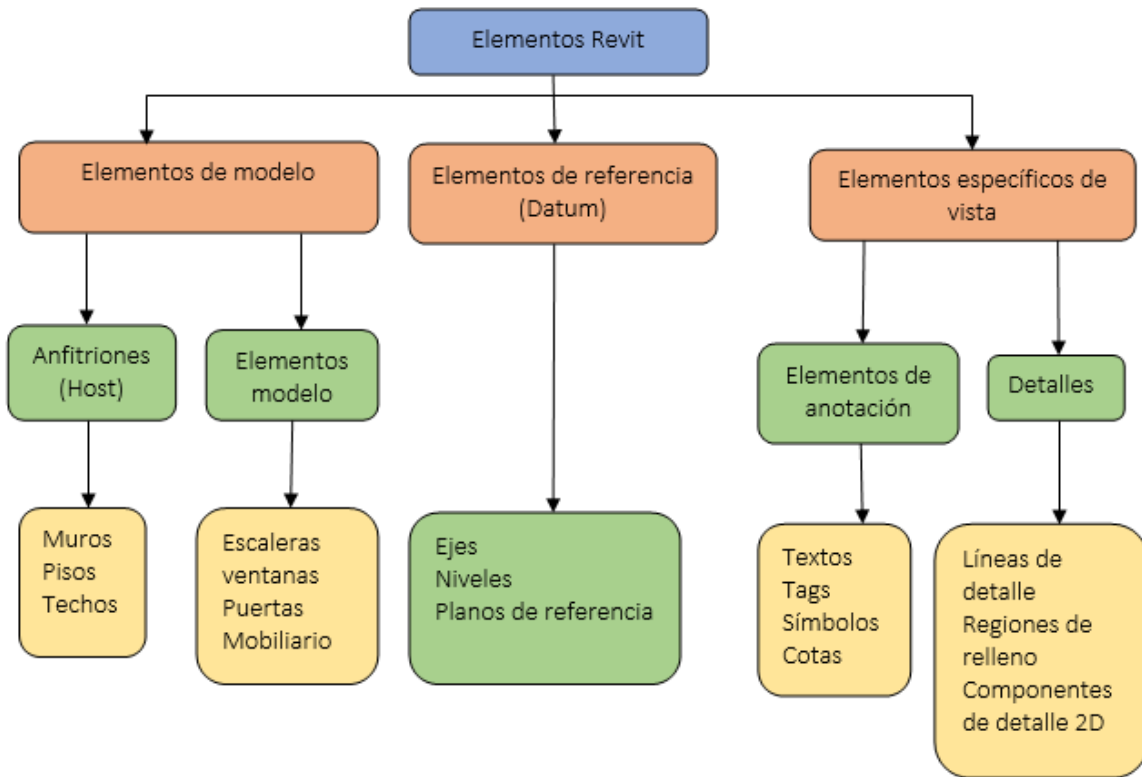 Elementos Revit
Elementos de modelo
Elementos de referencia
(Datum)
Elementos específicos de
vista
Anfitriones
(Host)
Elementos
modelo
Elementos de
anotación
Detalles
Muros
Pisos
Techos
Escaleras
ventanas
Puertas
Mobiliario
Ejes
Niveles
Planos de referencia
Textos
Tags
Símbolos
Cotas
Líneas de
detalle
Regiones de
relleno
Componentes
de detalle 2D